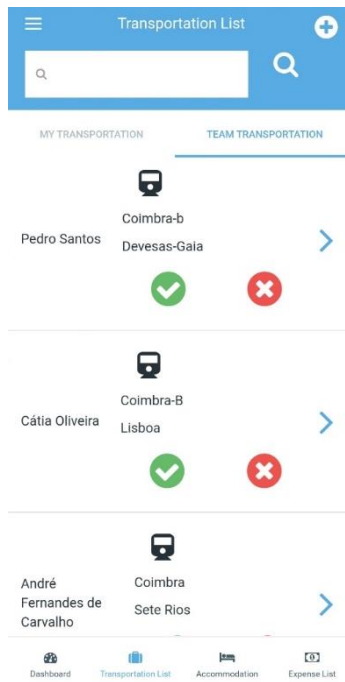 Transportation List
MY TRANSPORTATION
TEAM TRANSPORTATION
Coimbra-b
Pedro Santos
Devesas-Gaia
Coimbra-B
Cátia Oliveira
Lisboa
André
Fernandes de
Carvalho
Coimbra
Sete Rios
Dashboard
Transportation List
Accommodation
Expense List